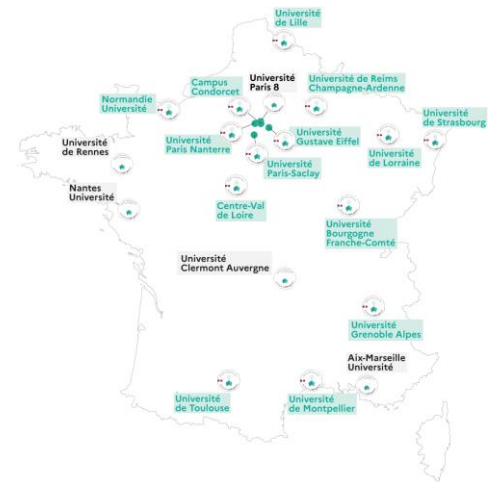 Université
de Lille
Campus
Condorcet
Université
Paris 8
Université de Reims
Champagne-Ardenne
Normandie
Université
Université
de Strasbourg
Université
de Rennes
Université
Paris Nanterre
Université
Gustave Eiffel
Université
de Lorraine
Université
Paris-Saclay
Nantes
Université
Centre-Val
de Loire
Université
Bourgogne
Franche-Comté
Université
Clermont Auvergne
Université
Grenoble Alpes
Aix-Marseille
Université
Université
de Toulouse
Université
de Montpellier